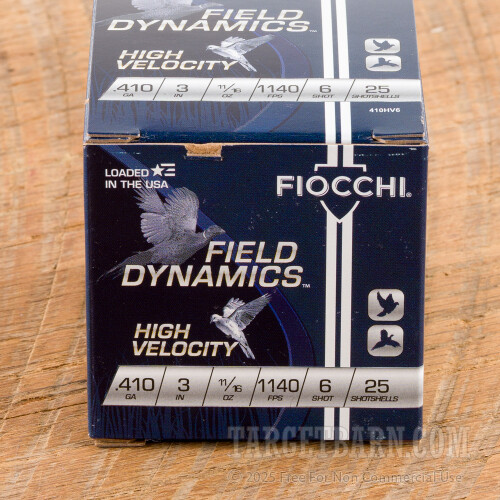 FIELD
DYNAMICS™
HIGH
VELOCITY
.410 3 11/16 1140 6 25
GA IN OZ FPS SHOT SHOTSHELLS
410HV6
LOADED
IN THE USA
FIOCCHI®
FIELD
DYNAMICS™
HIGH
VELOCITY
.410 3 11/16 1140 6 25
GA IN OZ FPS SHOT SHOTSHELLS
TARGETBARN.COM
© 2025 Free For Non Commercial Use